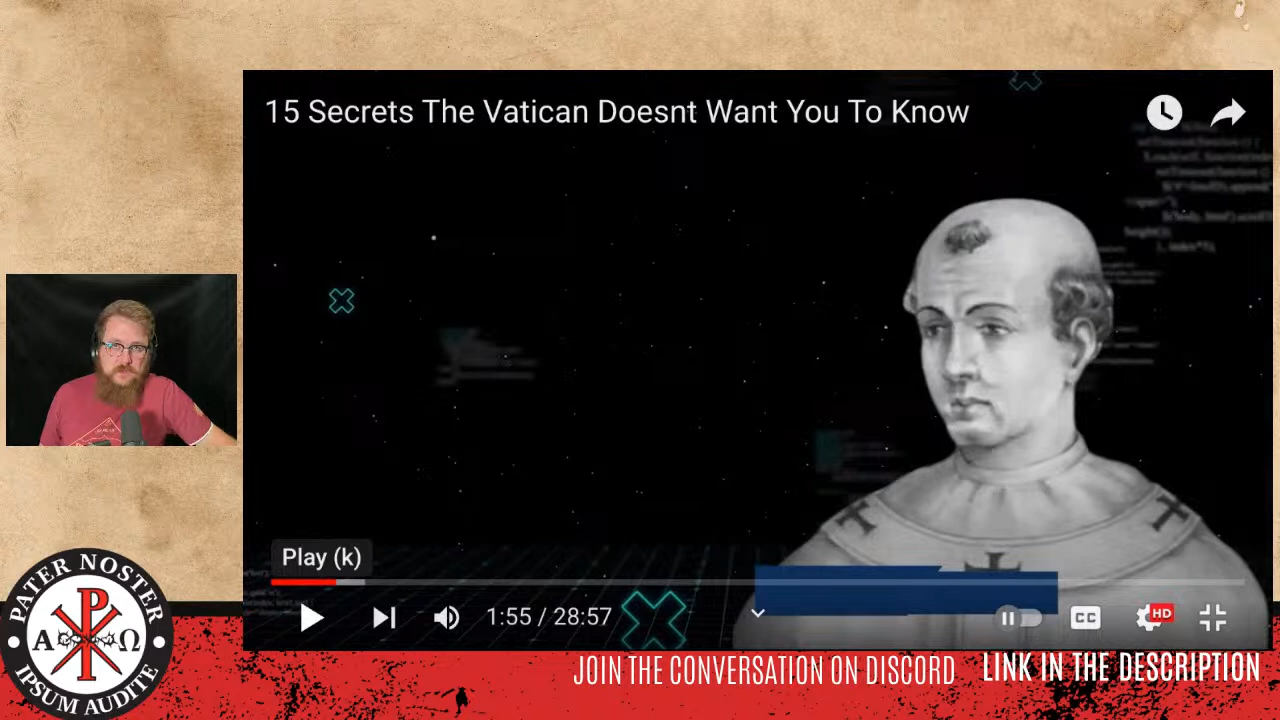 15 Secrets The Vatican Doesnt Want You To Know
Play (k)
1:55 / 28:57
CC
HD
PATER NOSTER
Α Ω
IPSUM AUDITE
JOIN THE CONVERSATION ON DISCORD
LINK IN THE DESCRIPTION